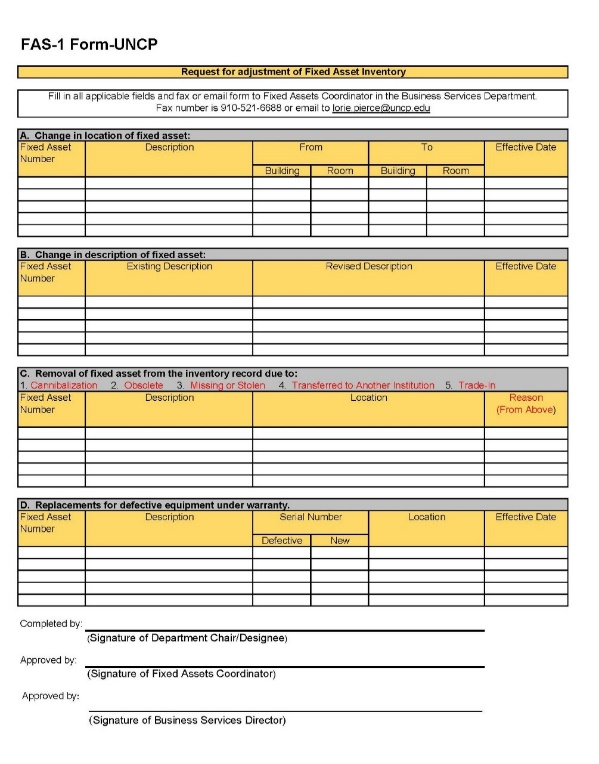 FAS-1 Form-UNCP
Request for adjustment of Fixed Asset Inventory
Fill in all applicable fields and fax or email form to Fixed Assets Coordinator in the Business Services Department.
Fax number is 910-521-6688 or email to lorie.pierce@uncp.edu
A. Change in location of fixed asset:
Fixed Asset Description From To Effective Date
Number
Building Room Building Room
B. Change in description of fixed asset:
Fixed Asset Existing Description Revised Description Effective Date
Number
C. Removal of fixed asset from the inventory record due to:
1. Cannibalization 2. Obsolete 3. Missing or Stolen 4. Transferred to Another Institution 5. Trade-in
Fixed Asset Description Location Reason
Number (From Above)
D. Replacements for defective equipment under warranty.
Fixed Asset Description Serial Number Location Effective Date
Number
Defective New
Completed by:
(Signature of Department Chair/Designee)
Approved by:
(Signature of Fixed Assets Coordinator)
Approved by:
(Signature of Business Services Director)